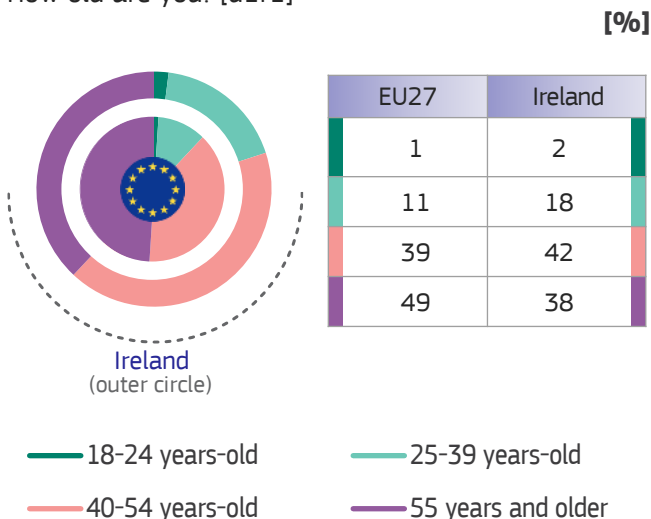 [%]
EU27 Ireland
1 2
11 18
39 42
49 38
Ireland
(outer circle)
18-24 years-old 25-39 years-old
40-54 years-old 55 years and older